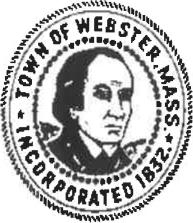 TOWN OF WEBSTER, MASS.
INCORPORATED 1832.